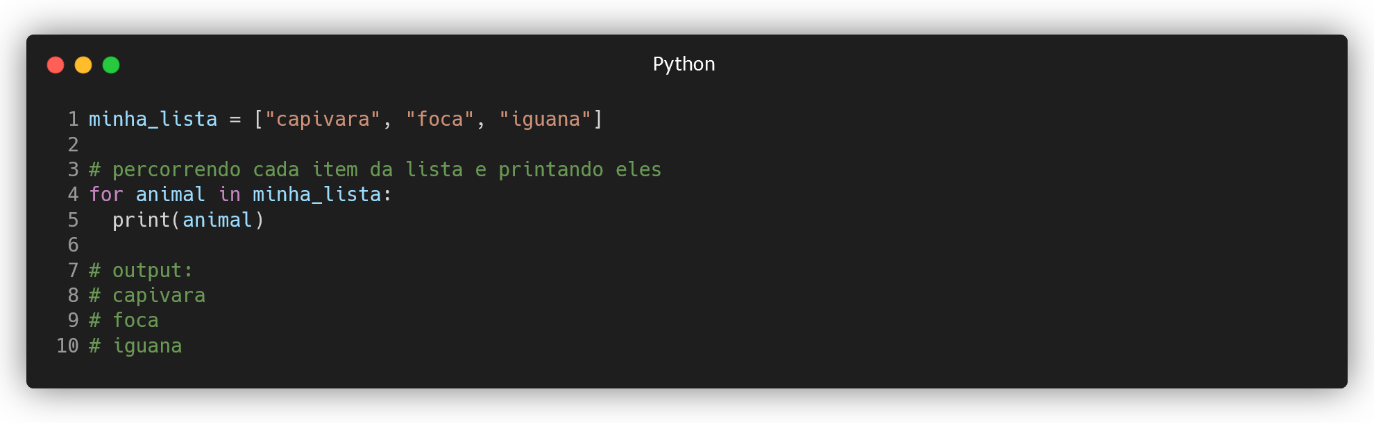 Python
1 minha_lista = ["capivara", "foca", "iguana"]
2
3 # percorrendo cada item da lista e printando eles
4 for animal in minha_lista:
5   print(animal)
6
7 # output:
8 # capivara
9 # foca
10 # iguana